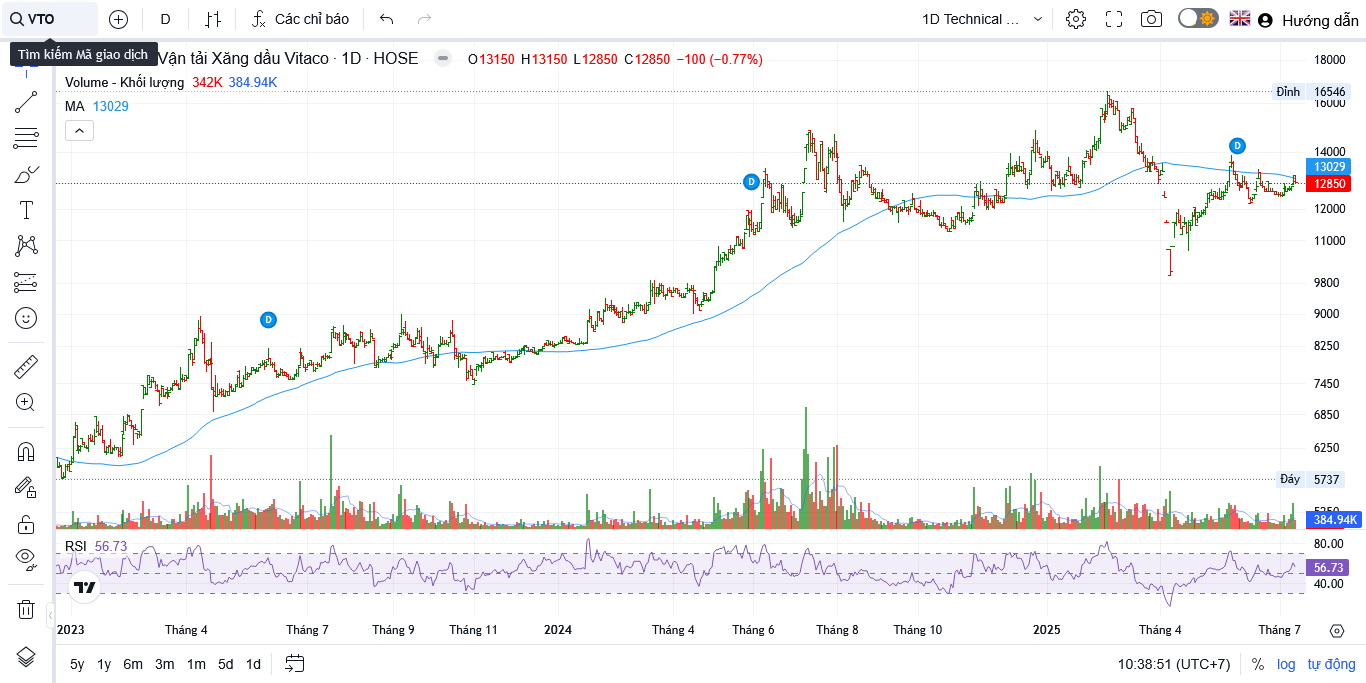 VTO
D
Các chỉ báo
1D Technical ...
Hướng dẫn
Tìm kiếm Mã giao dịch
Vận tải Xăng dầu Vitaco · 1D · HOSE
O13150 H13150 L12850 C12850 −100 (−0.77%)
Volume - Khối lượng 342K 384.94K
MA 13029
18000
Đỉnh 16546
16000
14000
13029
12850
12000
11000
9800
9000
8250
7450
6850
6250
Đáy 5737
5250
384.94K
D
D
D
RSI 56.73
80.00
56.73
40.00
2023 Tháng 4 Tháng 7 Tháng 9 Tháng 11 2024 Tháng 4 Tháng 6 Tháng 8 Tháng 10 2025 Tháng 4 Tháng 7
5y 1y 6m 3m 1m 5d 1d
10:38:51 (UTC+7) % log tự động